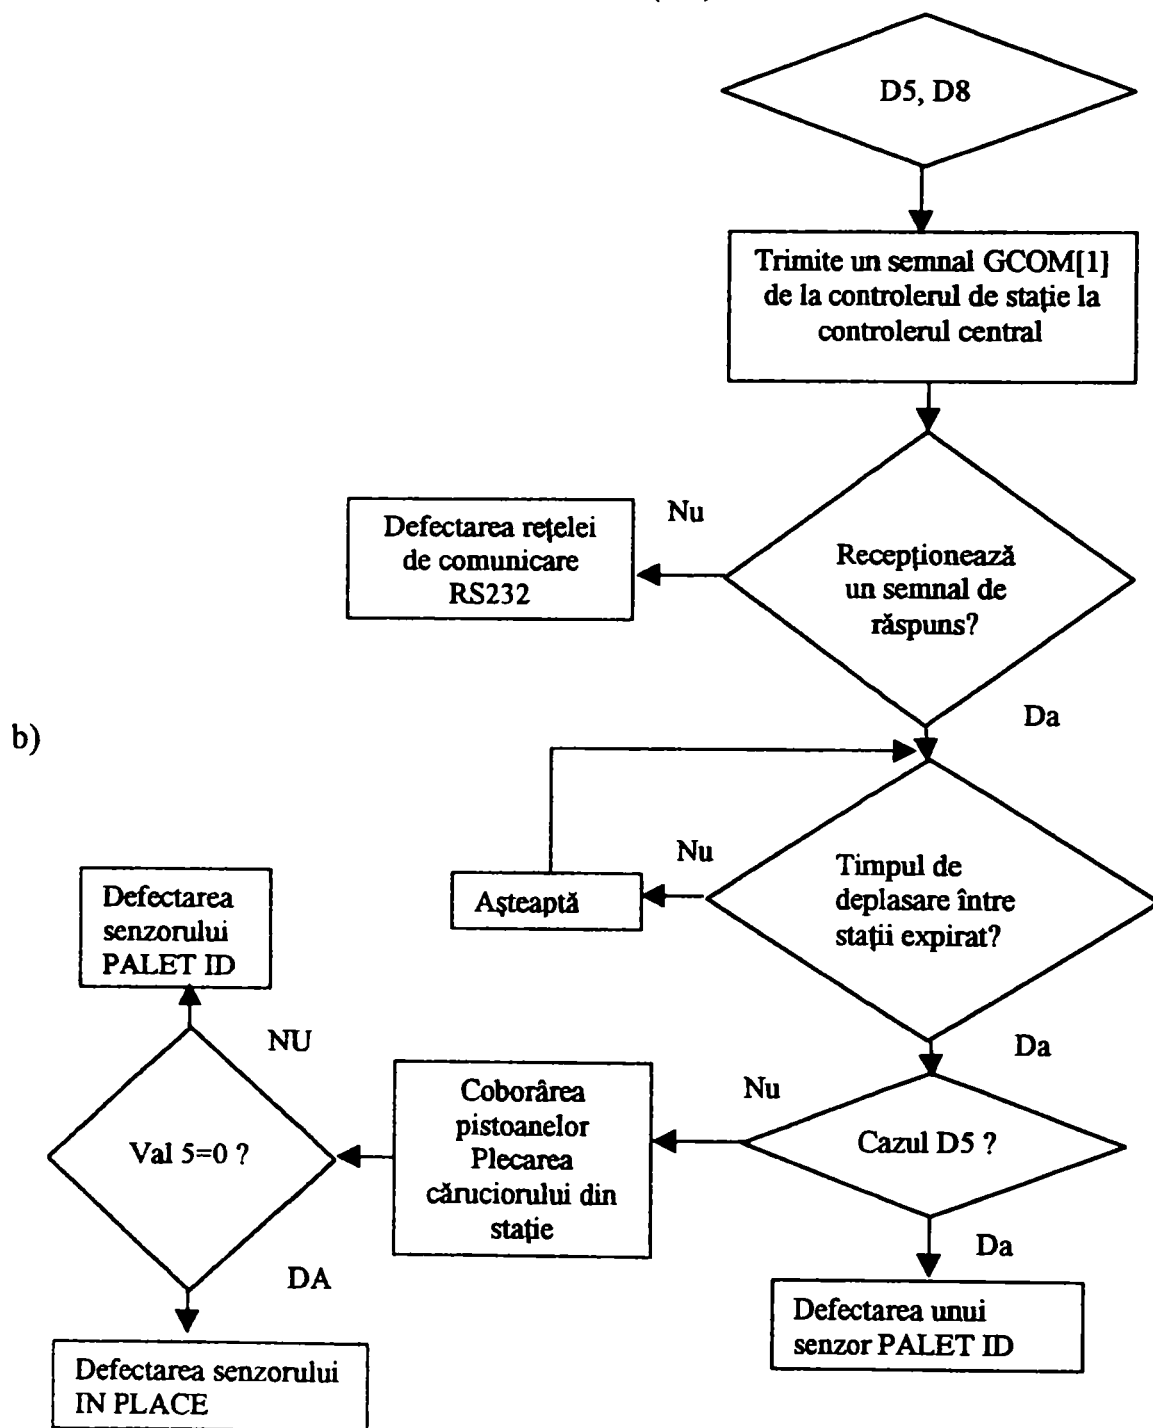 D5, D8
Trimite un semnal GCOM[1]
de la controlerul de stație la
controlerul central
Nu
Defectarea rețelei
de comunicare
RS232
Recepționează
un semnal de
răspuns?
Da
b)
Nu
Timpul de
deplasare între
stații expirat?
Așteaptă
Defectarea
senzorului
PALET ID
NU
Da
Nu
Coborârea
pistoanelor
Plecarea
căruciorului din
stație
Cazul D5 ?
Val 5=0 ?
Da
DA
Defectarea unui
senzor PALET ID
Defectarea senzorului
IN PLACE